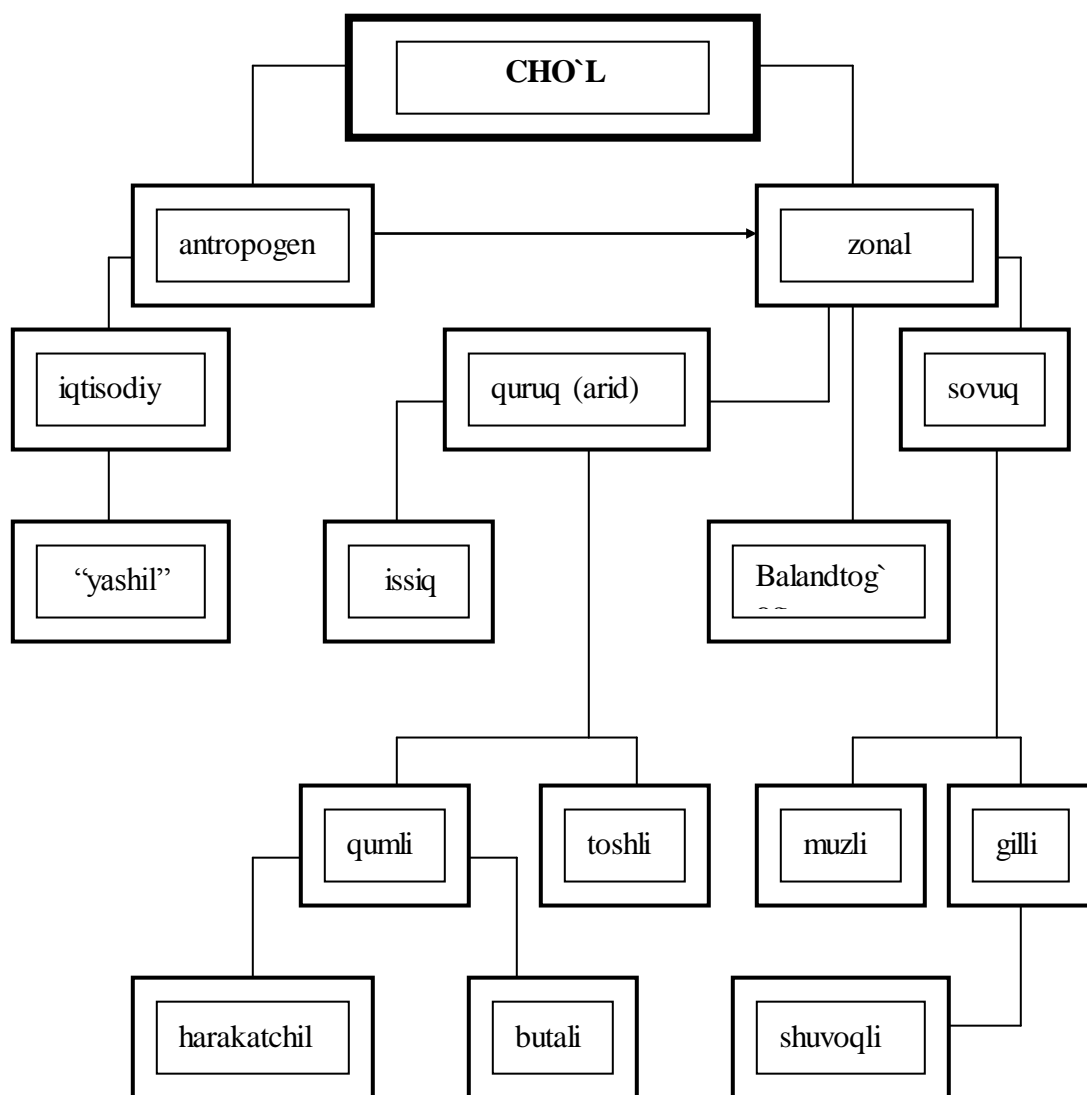 CHO`L
antropogen
zonal
iqtisodiy
quruq (arid)
sovuq
“yashil”
issiq
Balandtog`
qumli
toshli
muzli
gilli
harakatchil
butali
shuvoqli